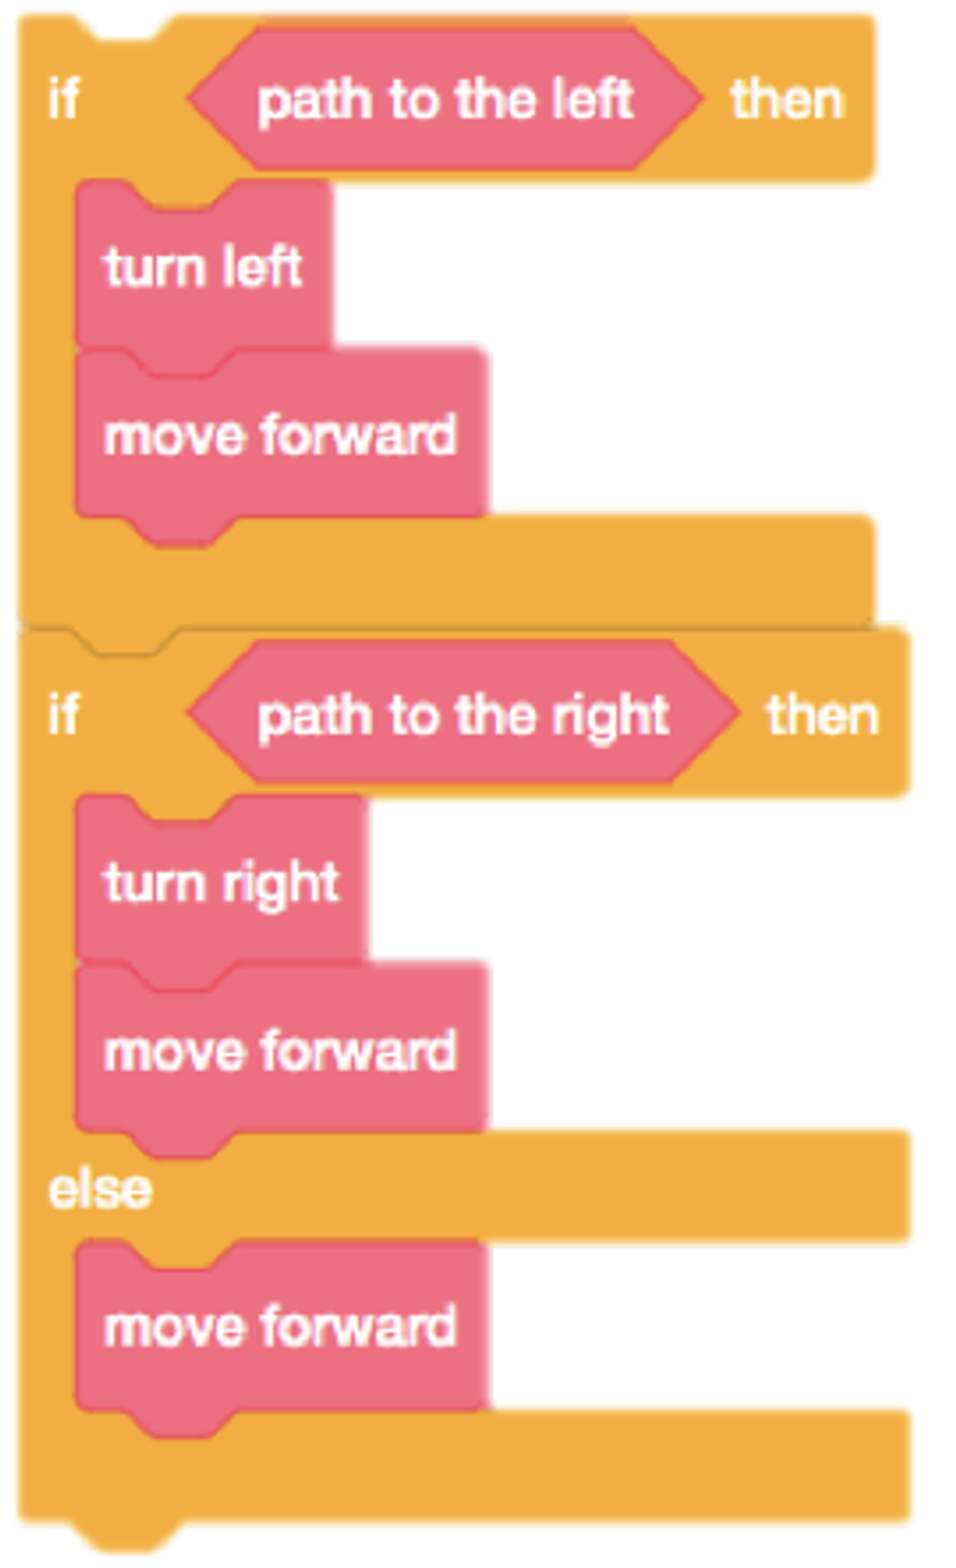 if path to the left then
turn left
move forward
if path to the right then
turn right
move forward
else
move forward